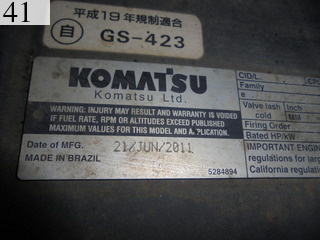 41
平成19年規制適合
自 GS-423
KOMATSU
Komatsu Ltd.
WARNING: INJURY MAY RESULT AND WARRANTY IS VOIDED
IF FUEL RATE, RPM OR ALTITUDES EXCEED PUBLISHED
MAXIMUM VALUES FOR THIS MODEL AND A.PLICATION.
Date of MFG. 21/JUN/2011
MADE IN BRAZIL
5284894
CID/L.
Family
Valve lash Inch
cold MM
Firing Order
Rated HP/kW
IMPORTANT ENGIN
regulations for larg
California regulation